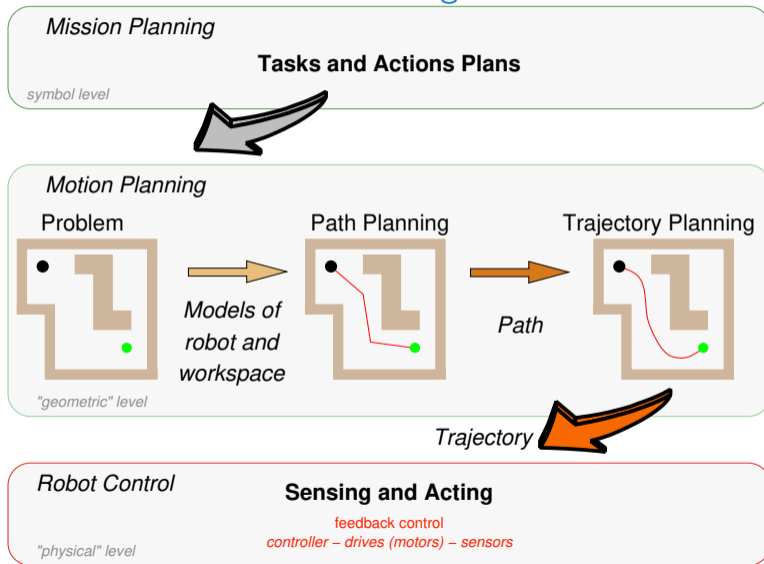 Mission Planning
Tasks and Actions Plans
symbol level
Motion Planning
Problem
Path Planning
Trajectory Planning
Models of
robot and
workspace
Path
"geometric" level
Trajectory
Robot Control
Sensing and Acting
feedback control
controller – drives (motors) – sensors
"physical" level